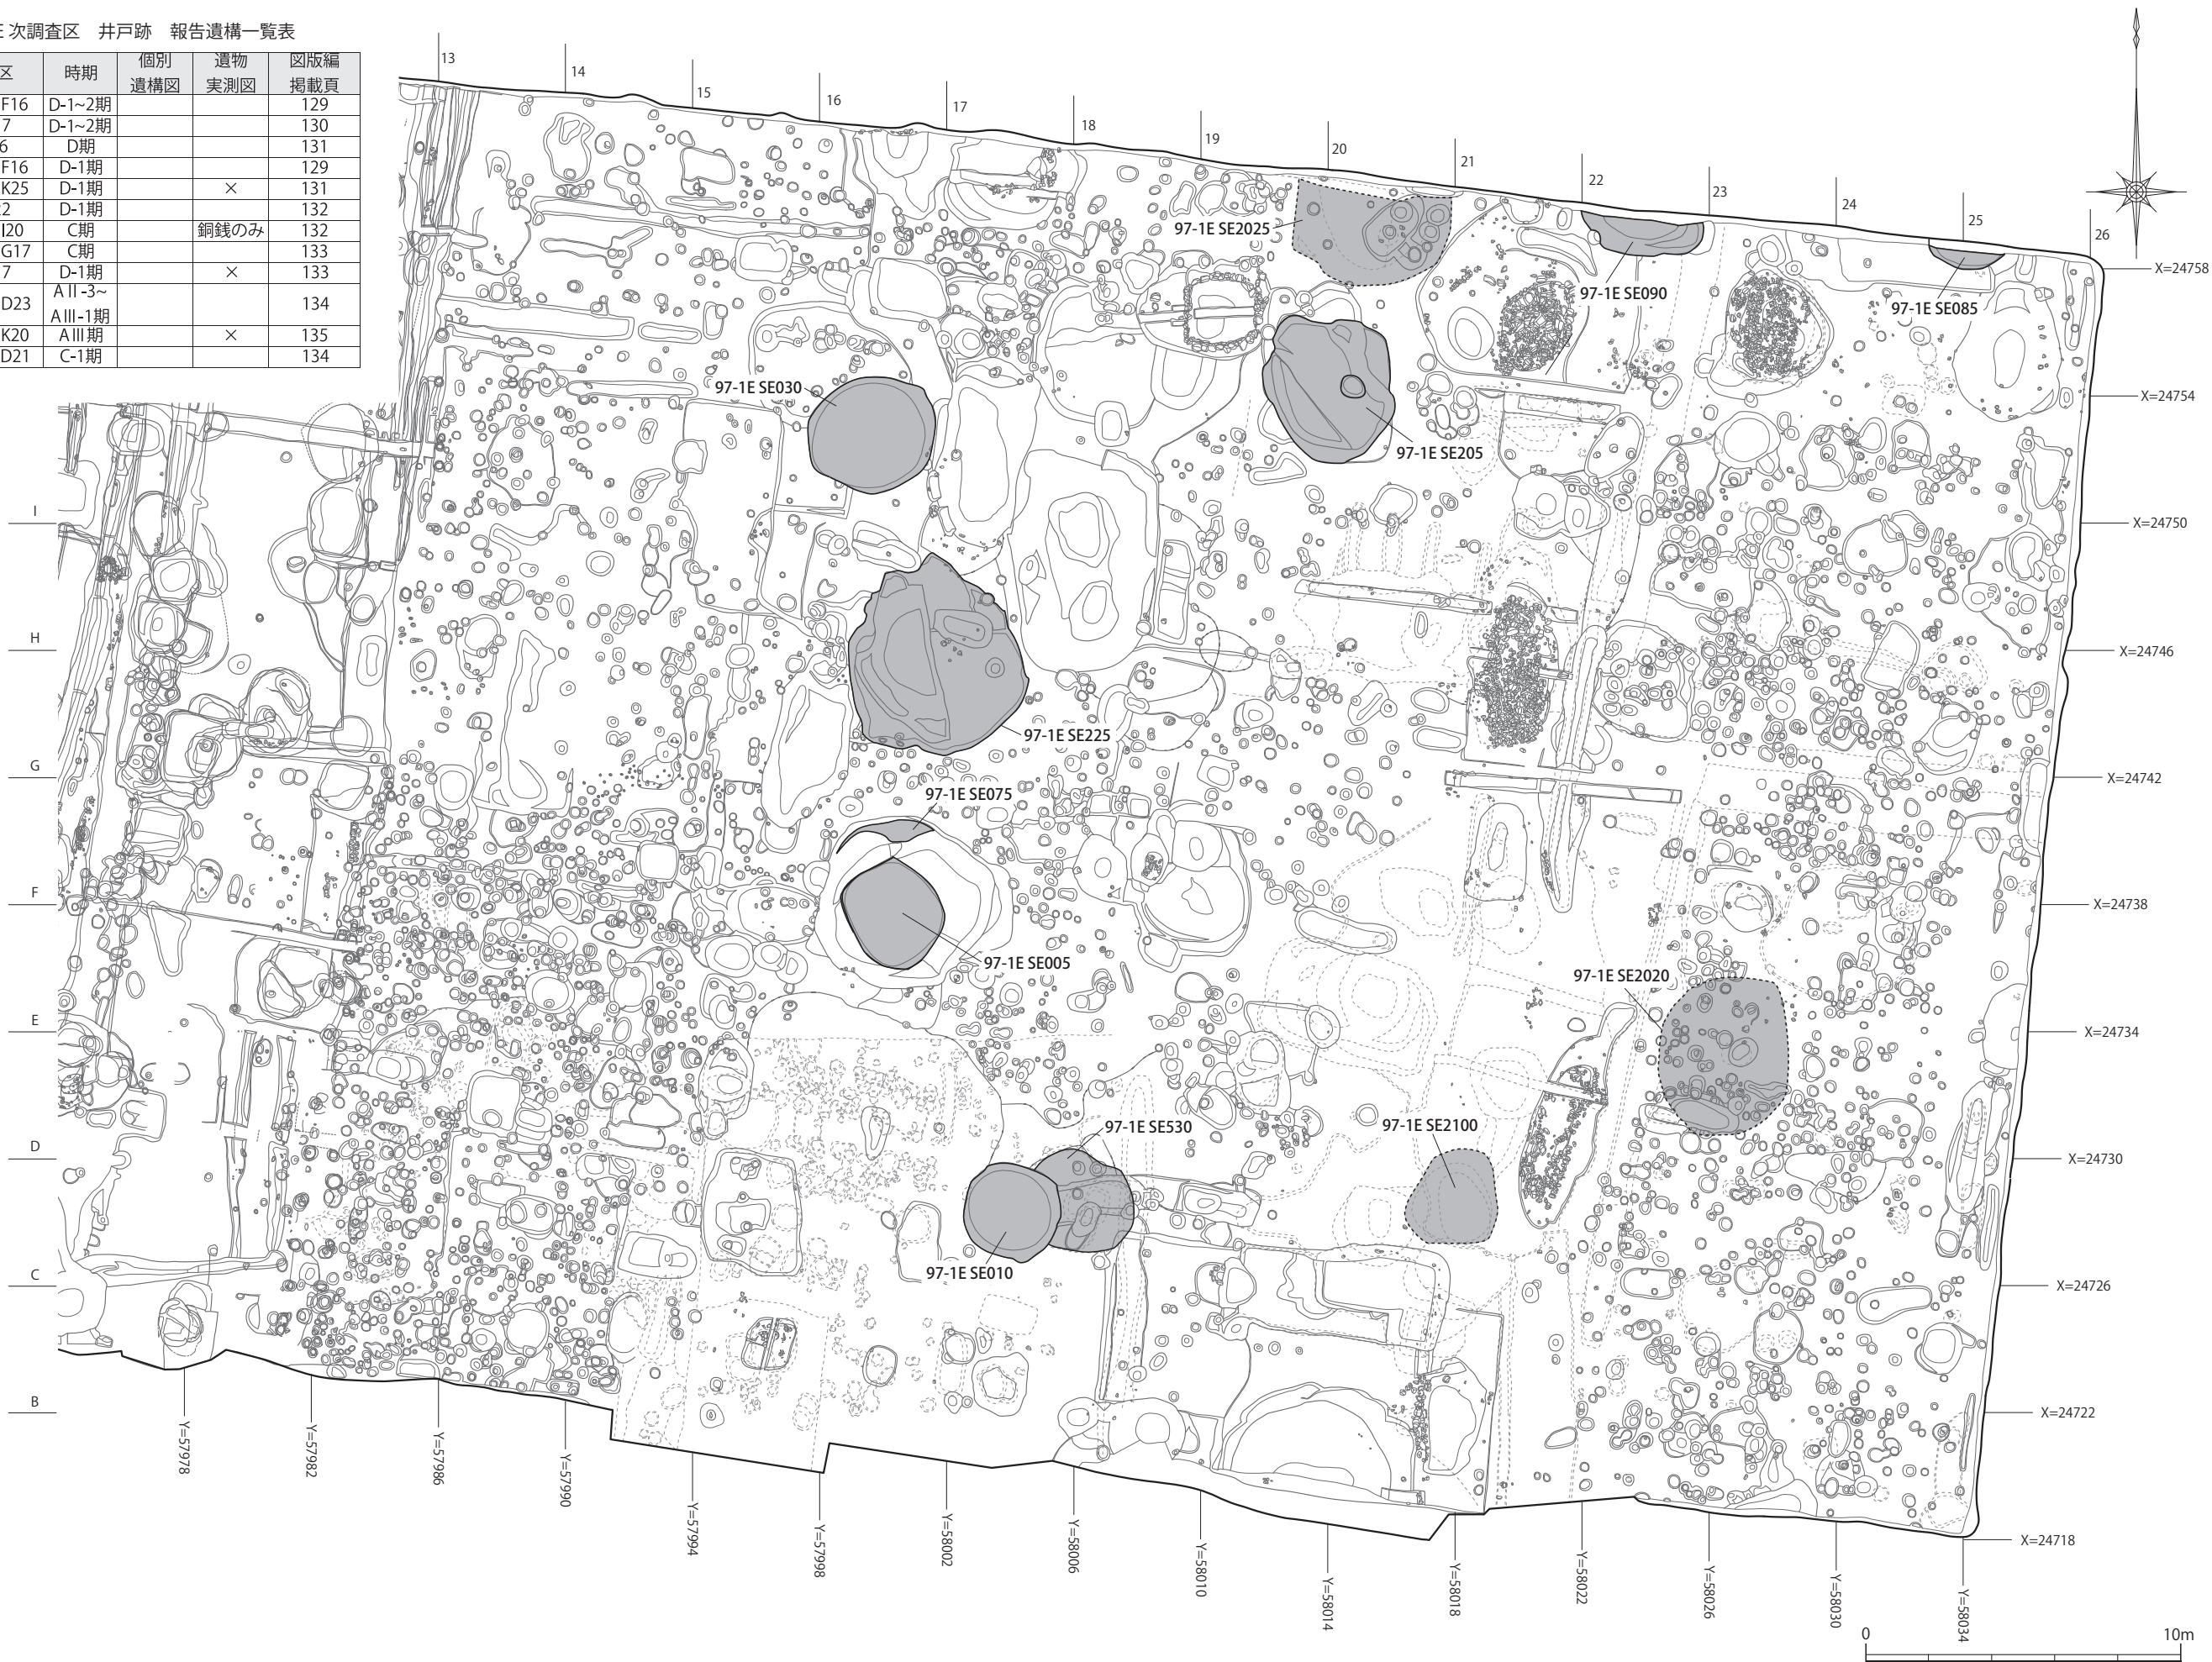 E 次調査区　井戸跡　報告遺構一覧表
区 時期 個別遺構図 遺物実測図 図版編掲載頁
F16 D-1~2期 129
7 D-1~2期 130
6 D期 131
F16 D-1期 129
K25 D-1期 × 131
2 D-1期 132
I20 C期 銅銭のみ 132
G17 C期 133
7 D-1期 × 133
D23 AⅡ-3~AⅢ-1期 134
K20 AⅢ期 × 135
D21 C-1期 134
13
14
15
16
17
18
19
20
21
22
23
24
25
26
97-1E SE2025
97-1E SE090
97-1E SE085
97-1E SE030
97-1E SE205
97-1E SE225
97-1E SE075
97-1E SE005
97-1E SE2020
97-1E SE530
97-1E SE2100
97-1E SE010
I
H
G
F
E
D
C
B
X=24758
X=24754
X=24750
X=24746
X=24742
X=24738
X=24734
X=24730
X=24726
X=24722
X=24718
Y=57978
Y=57982
Y=57986
Y=57990
Y=57994
Y=57998
Y=58002
Y=58006
Y=58010
Y=58014
Y=58018
Y=58022
Y=58026
Y=58030
Y=58034
0 10m